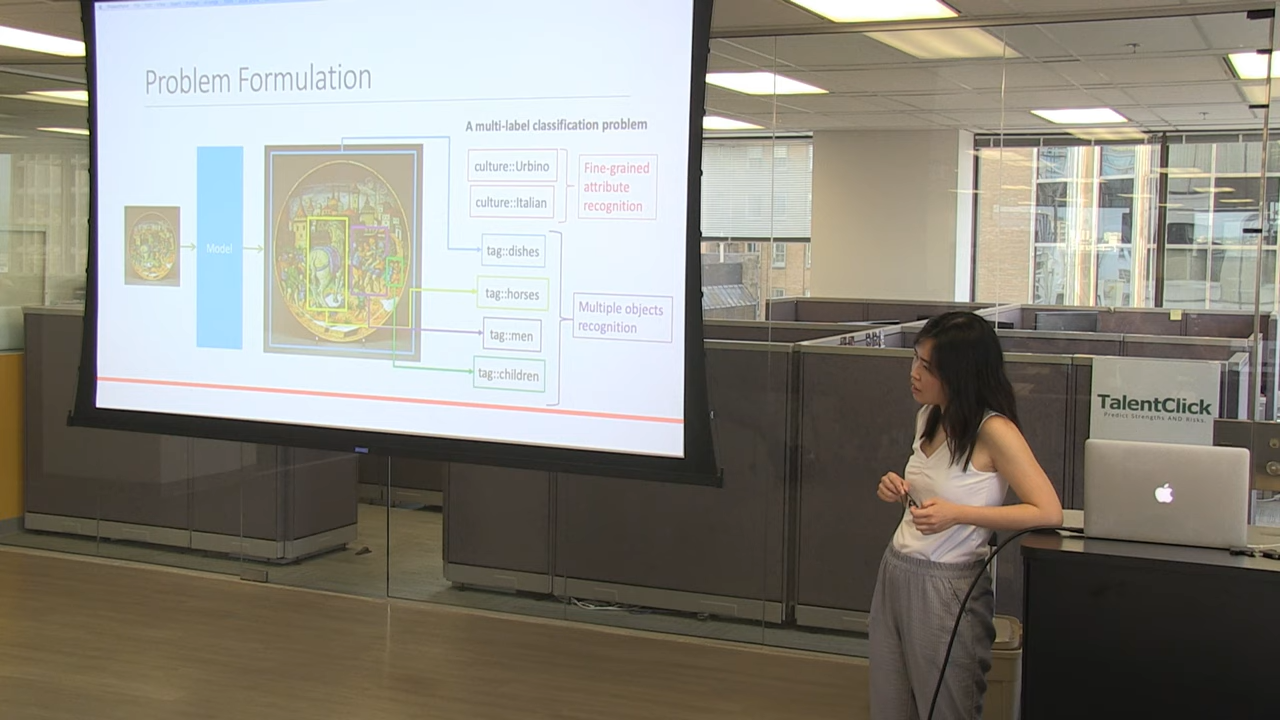 Problem Formulation
A multi-label classification problem
culture::Urbino
culture::Italian
Fine-grained
attribute
recognition
Model
tag::dishes
tag::horses
tag::men
tag::children
Multiple objects
recognition
TalentClick
Predict Strengths AND Risks.